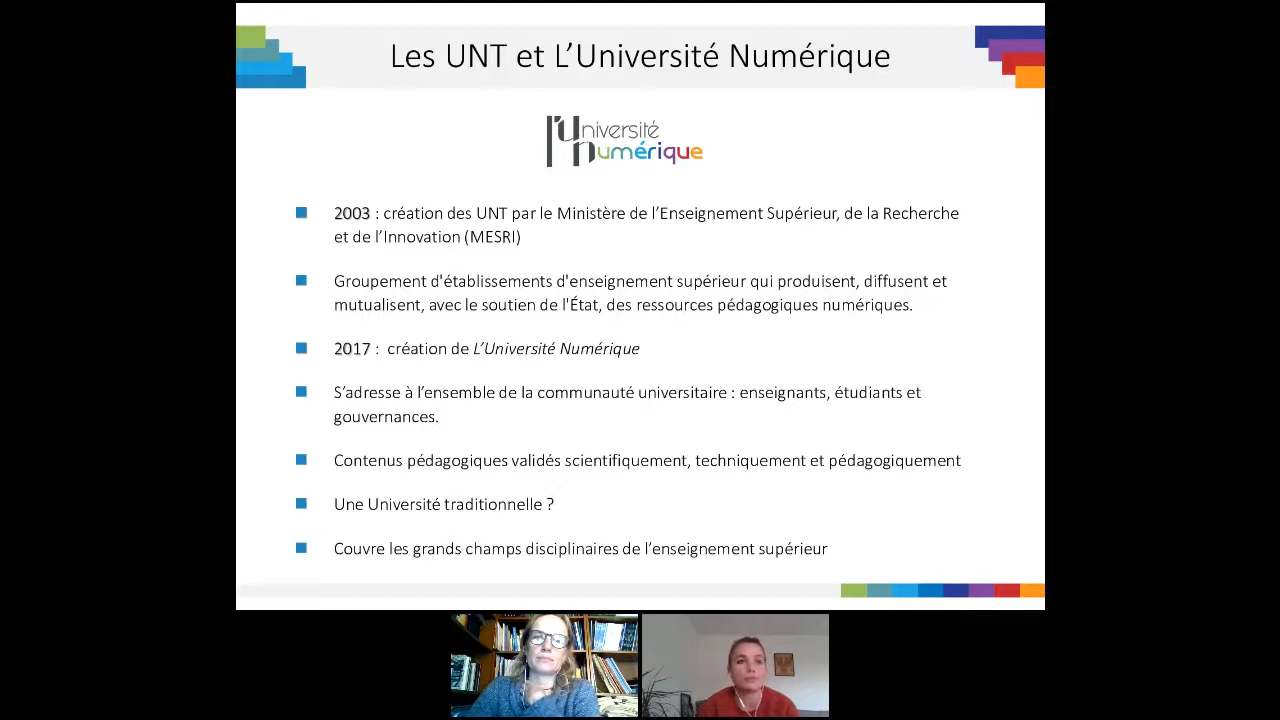 Les UNT et L’Université Numérique
l'Université
numérique
2003 : création des UNT par le Ministère de l’Enseignement Supérieur, de la Recherche
et de l’Innovation (MESRI)
Groupement d'établissements d'enseignement supérieur qui produisent, diffusent et
mutualisent, avec le soutien de l'État, des ressources pédagogiques numériques.
2017 : création de L’Université Numérique
S’adresse à l’ensemble de la communauté universitaire : enseignants, étudiants et
gouvernances.
Contenus pédagogiques validés scientifiquement, techniquement et pédagogiquement
Une Université traditionnelle ?
Couvre les grands champs disciplinaires de l’enseignement supérieur